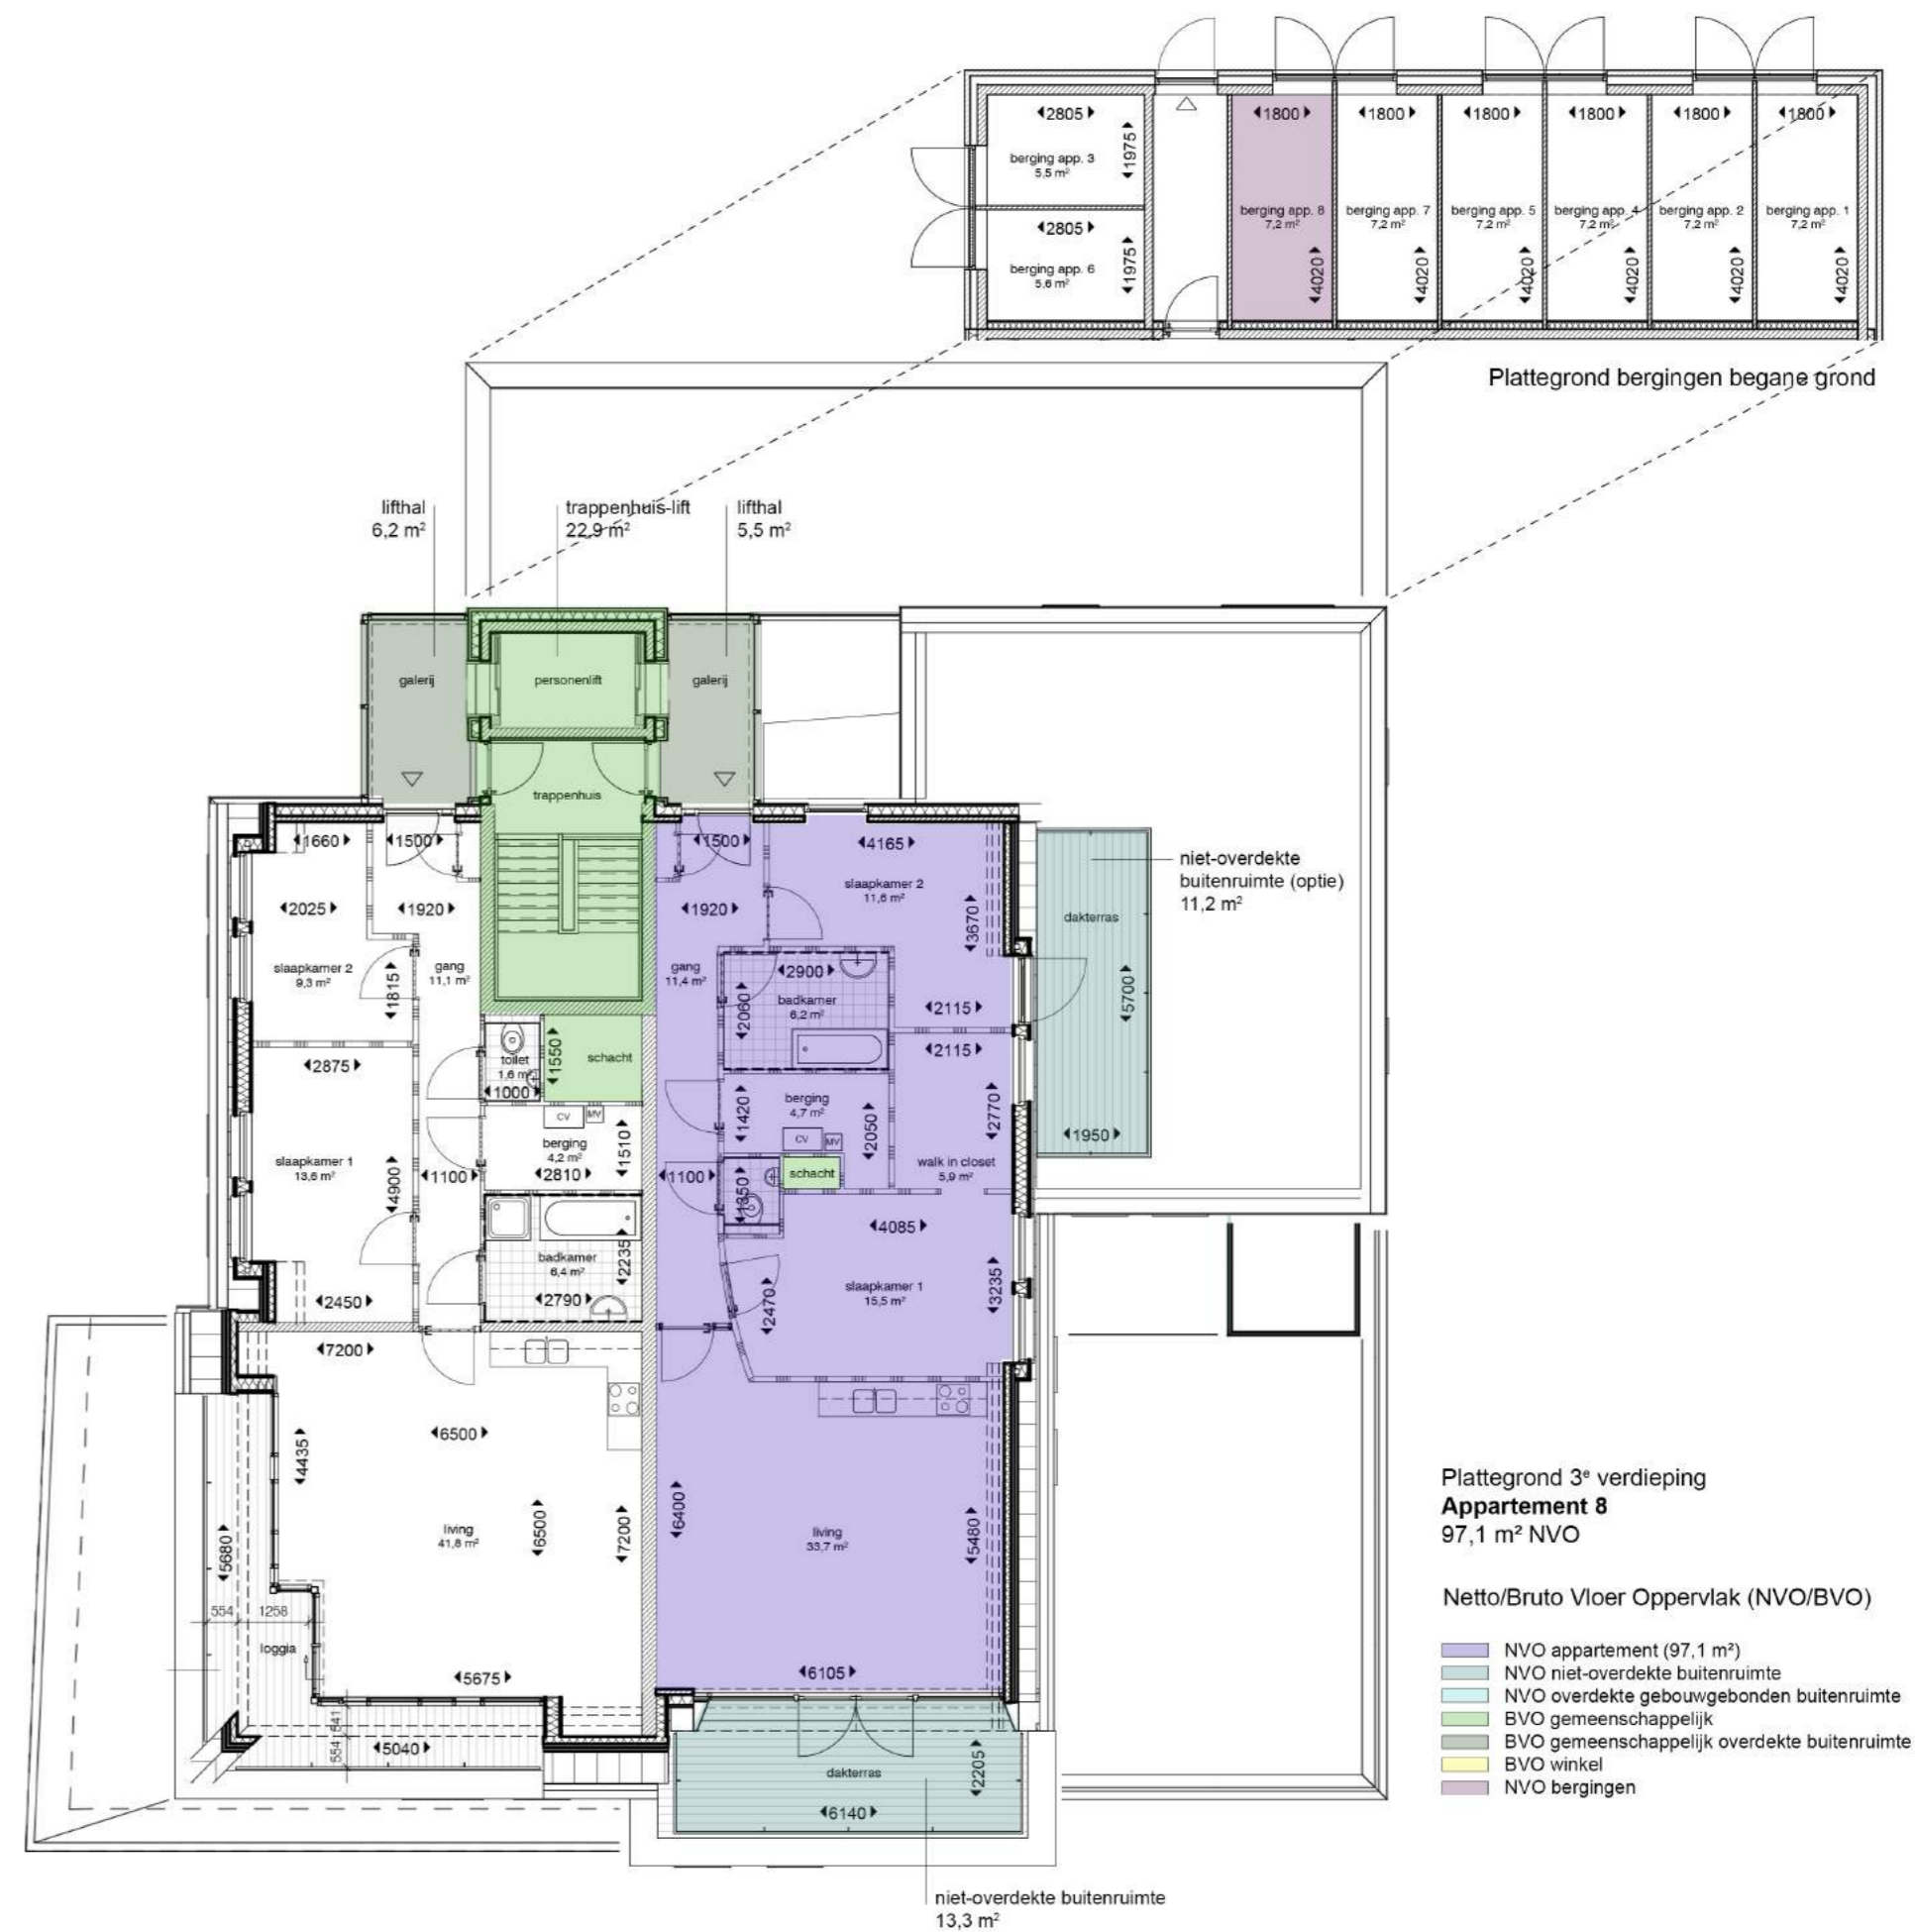 ◄2805►
berging app. 3
5,5 m²
◄1975►
◄2805►
berging app. 6
5,6 m²
◄1975►
◄1800►
berging app. 8
7,2 m²
◄4020►
◄1800►
berging app. 7
7,2 m²
◄4020►
◄1800►
berging app. 5
7,2 m²
◄4020►
◄1800►
berging app. 4
7,2 m²
◄4020►
◄1800►
berging app. 2
7,2 m²
◄4020►
◄1800►
berging app. 1
7,2 m²
◄4020►
Plattegrond bergingen begane grond
lifthal
6,2 m²
trappenhuis-lift
22,9 m²
lifthal
5,5 m²
galerij
personenlift
galerij
trappenhuis
◄1660►
◄1500►
◄2025►
◄1920►
slaapkamer 2
9,3 m²
◄1815►
gang
11,1 m²
◄2875►
toilet
1,6 m²
◄1000►
◄1550►
schacht
CV
MV
berging
4,2 m²
◄1510►
◄2810►
slaapkamer 1
13,6 m²
◄4900►
◄1100►
badkamer
6,4 m²
◄2235►
◄2790►
◄2450►
◄7200►
◄6500►
◄4435►
living
41,8 m²
◄6500►
◄7200►
◄5680►
554
1258
loggia
◄5675►
541
554
◄5040►
◄1500►
◄4165►
slaapkamer 2
11,6 m²
◄1920►
◄3670►
gang
11,4 m²
◄2900►
badkamer
6,2 m²
◄2060►
◄2115►
◄2115►
berging
4,7 m²
◄1420►
◄2050►
CV
MV
◄2770►
walk in closet
5,9 m²
schacht
◄1100►
◄1350►
◄4085►
slaapkamer 1
15,5 m²
◄3235►
◄2470►
◄6400►
living
33,7 m²
◄5480►
◄6105►
dakterras
◄2205►
◄6140►
niet-overdekte buitenruimte
13,3 m²
niet-overdekte
buitenruimte (optie)
11,2 m²
dakterras
◄5700►
◄1950►
Plattegrond 3e verdieping
Appartement 8
97,1 m² NVO
Netto/Bruto Vloer Oppervlak (NVO/BVO)
NVO appartement (97,1 m²)
NVO niet-overdekte buitenruimte
NVO overdekte gebouwgebonden buitenruimte
BVO gemeenschappelijk
BVO gemeenschappelijk overdekte buitenruimte
BVO winkel
NVO bergingen